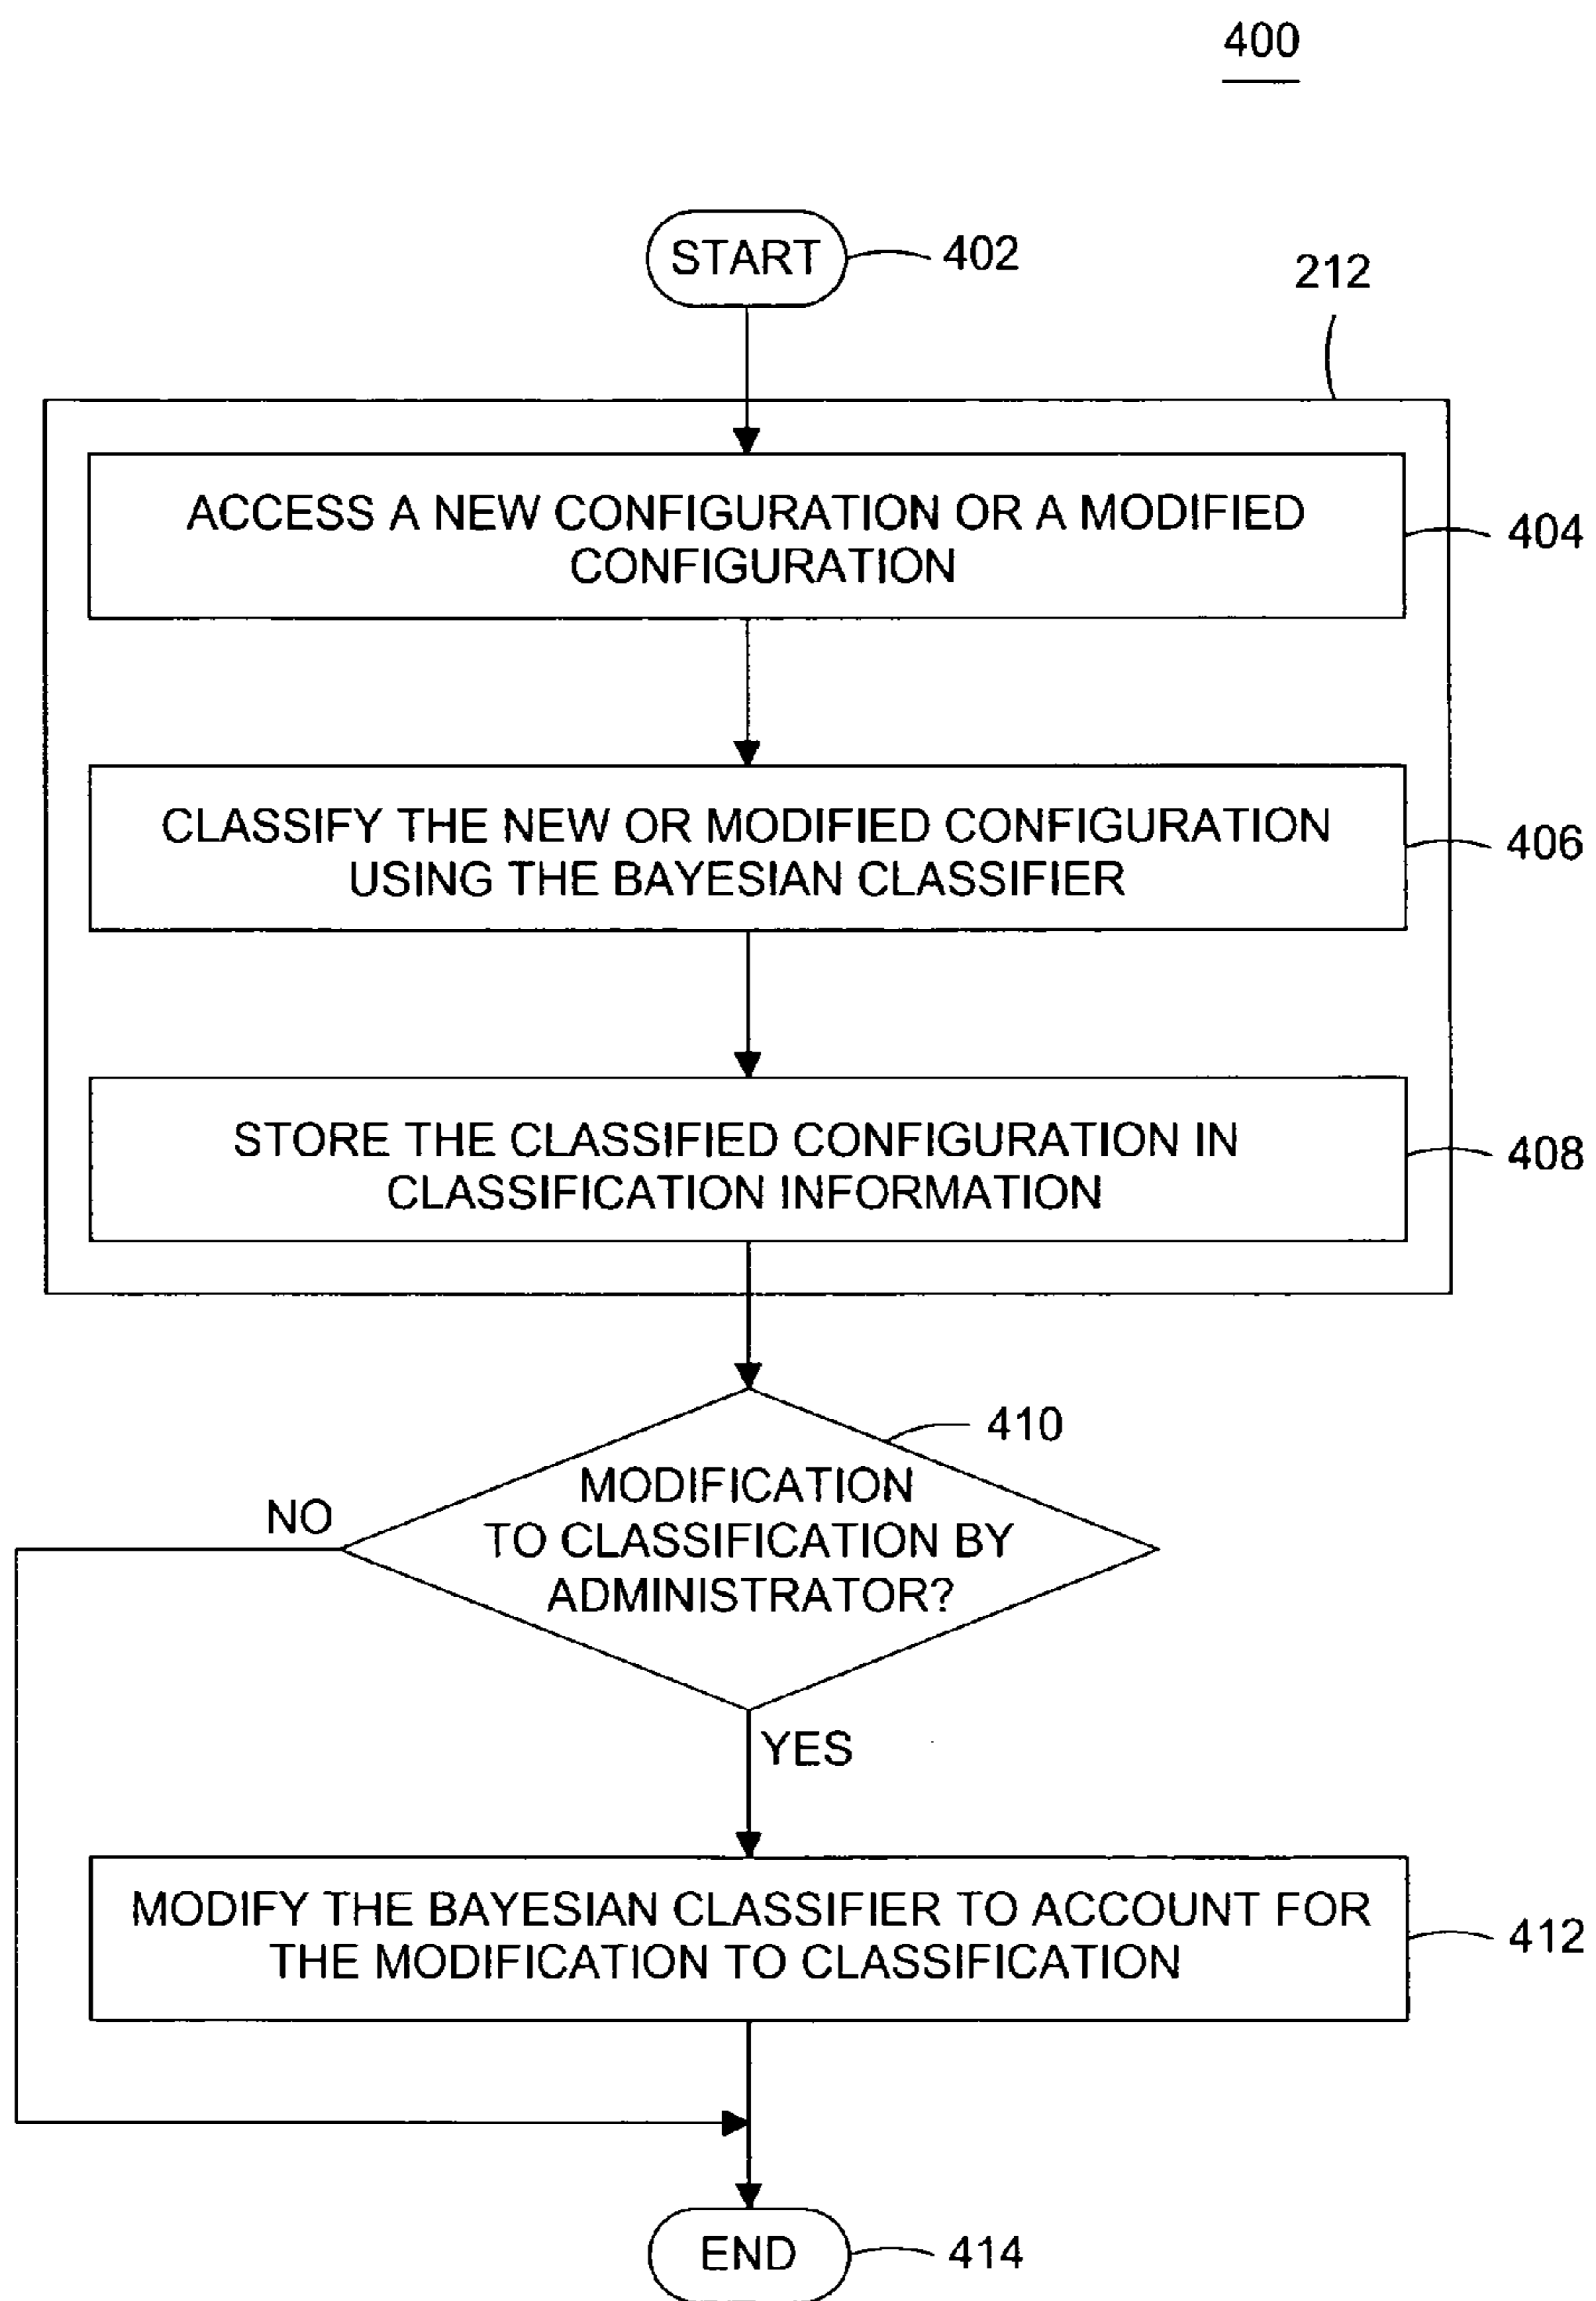 400
START
402
212
ACCESS A NEW CONFIGURATION OR A MODIFIED
CONFIGURATION
404
CLASSIFY THE NEW OR MODIFIED CONFIGURATION
USING THE BAYESIAN CLASSIFIER
406
STORE THE CLASSIFIED CONFIGURATION IN
CLASSIFICATION INFORMATION
408
410
MODIFICATION
TO CLASSIFICATION BY
ADMINISTRATOR?
NO
YES
MODIFY THE BAYESIAN CLASSIFIER TO ACCOUNT FOR
THE MODIFICATION TO CLASSIFICATION
412
END
414